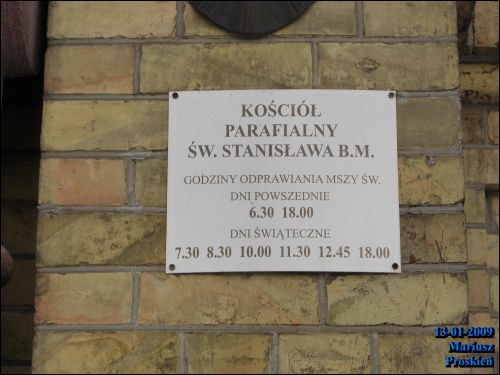 KOŚCIÓŁ
PARAFIALNY
ŚW. STANISŁAWA B.M.
GODZINY ODPRAWIANIA MSZY ŚW.
DNI POWSZEDNIE
6.30 18.00
DNI ŚWIĄTECZNE
7.30 8.30 10.00 11.30 12.45 18.00
13-01-2009
Mariusz
Proskień